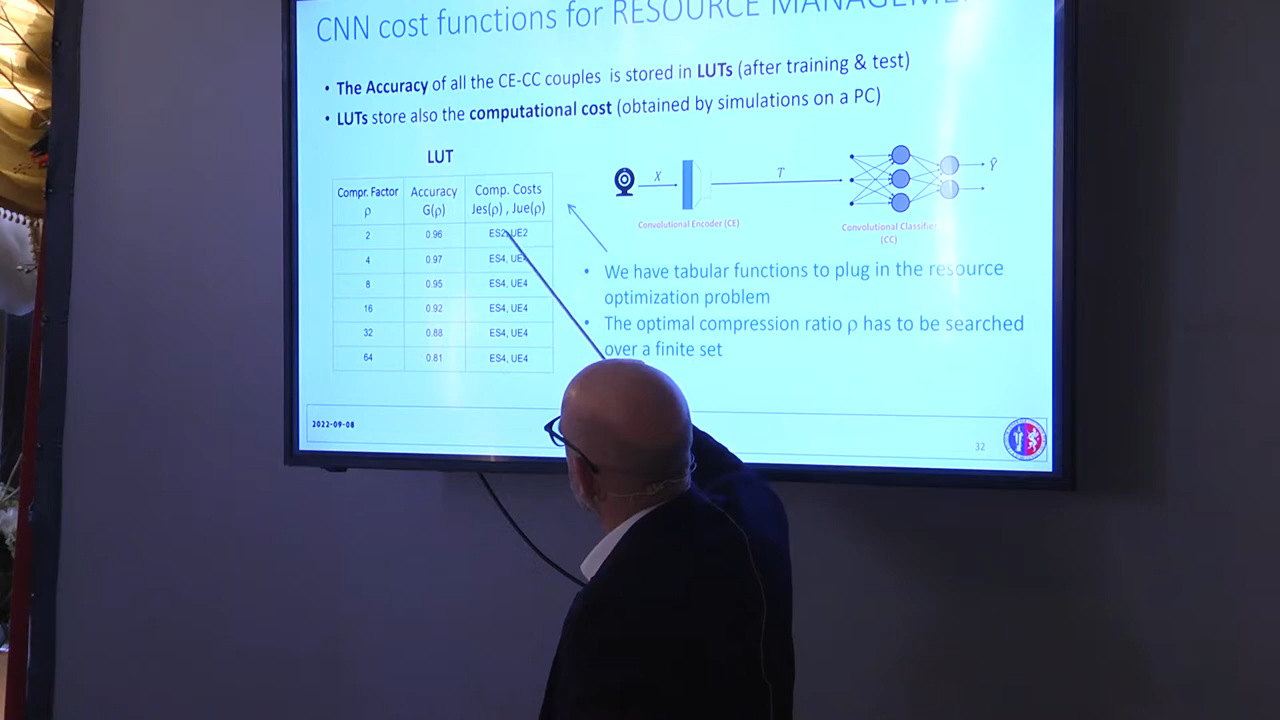 CNN cost functions for RESOURCE MANAGEMEN
• The Accuracy of all the CE-CC couples is stored in LUTs (after training & test)
• LUTs store also the computational cost (obtained by simulations on a PC)
LUT
Compr. Factor ρ Accuracy G(ρ) Comp. Costs Jes(ρ) , Jue(ρ)
2 0.96 ES2, UE2
4 0.97 ES4, UE4
8 0.95 ES4, UE4
16 0.92 ES4, UE4
32 0.88 ES4, UE4
64 0.81 ES4, UE4
X
T
Ŷ
Convolutional Encoder (CE)
Convolutional Classifier
(CC)
• We have tabular functions to plug in the resource
optimization problem
• The optimal compression ratio ρ has to be searched
over a finite set
2022-09-08
32